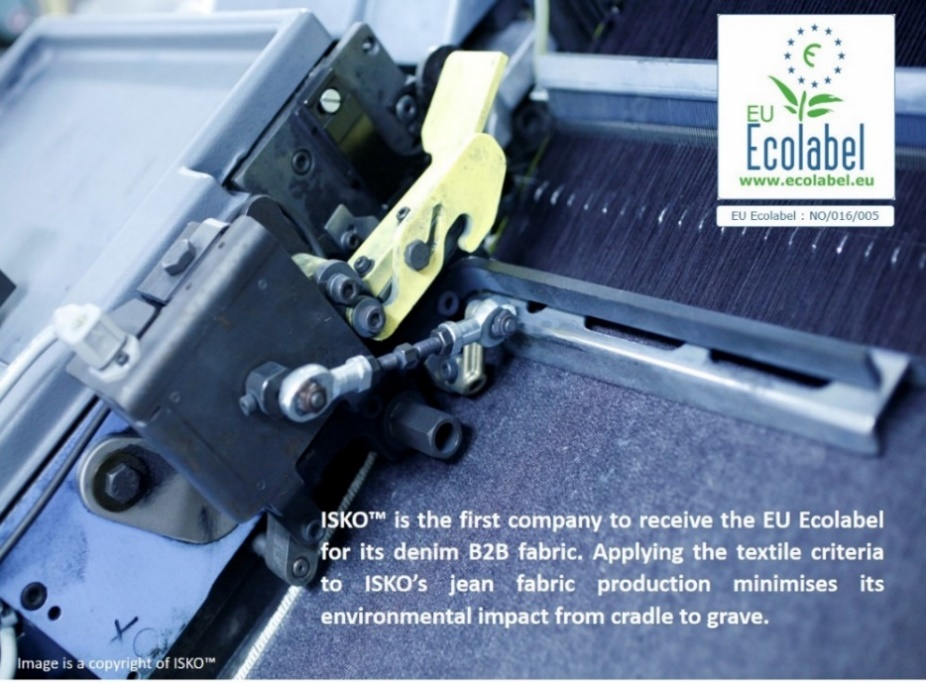 EU
Ecolabel
www.ecolabel.eu
EU Ecolabel : NO/016/005
ISKO™ is the first company to receive the EU Ecolabel
for its denim B2B fabric. Applying the textile criteria
to ISKO’s jean fabric production minimises its
environmental impact from cradle to grave.
Image is a copyright of ISKO™